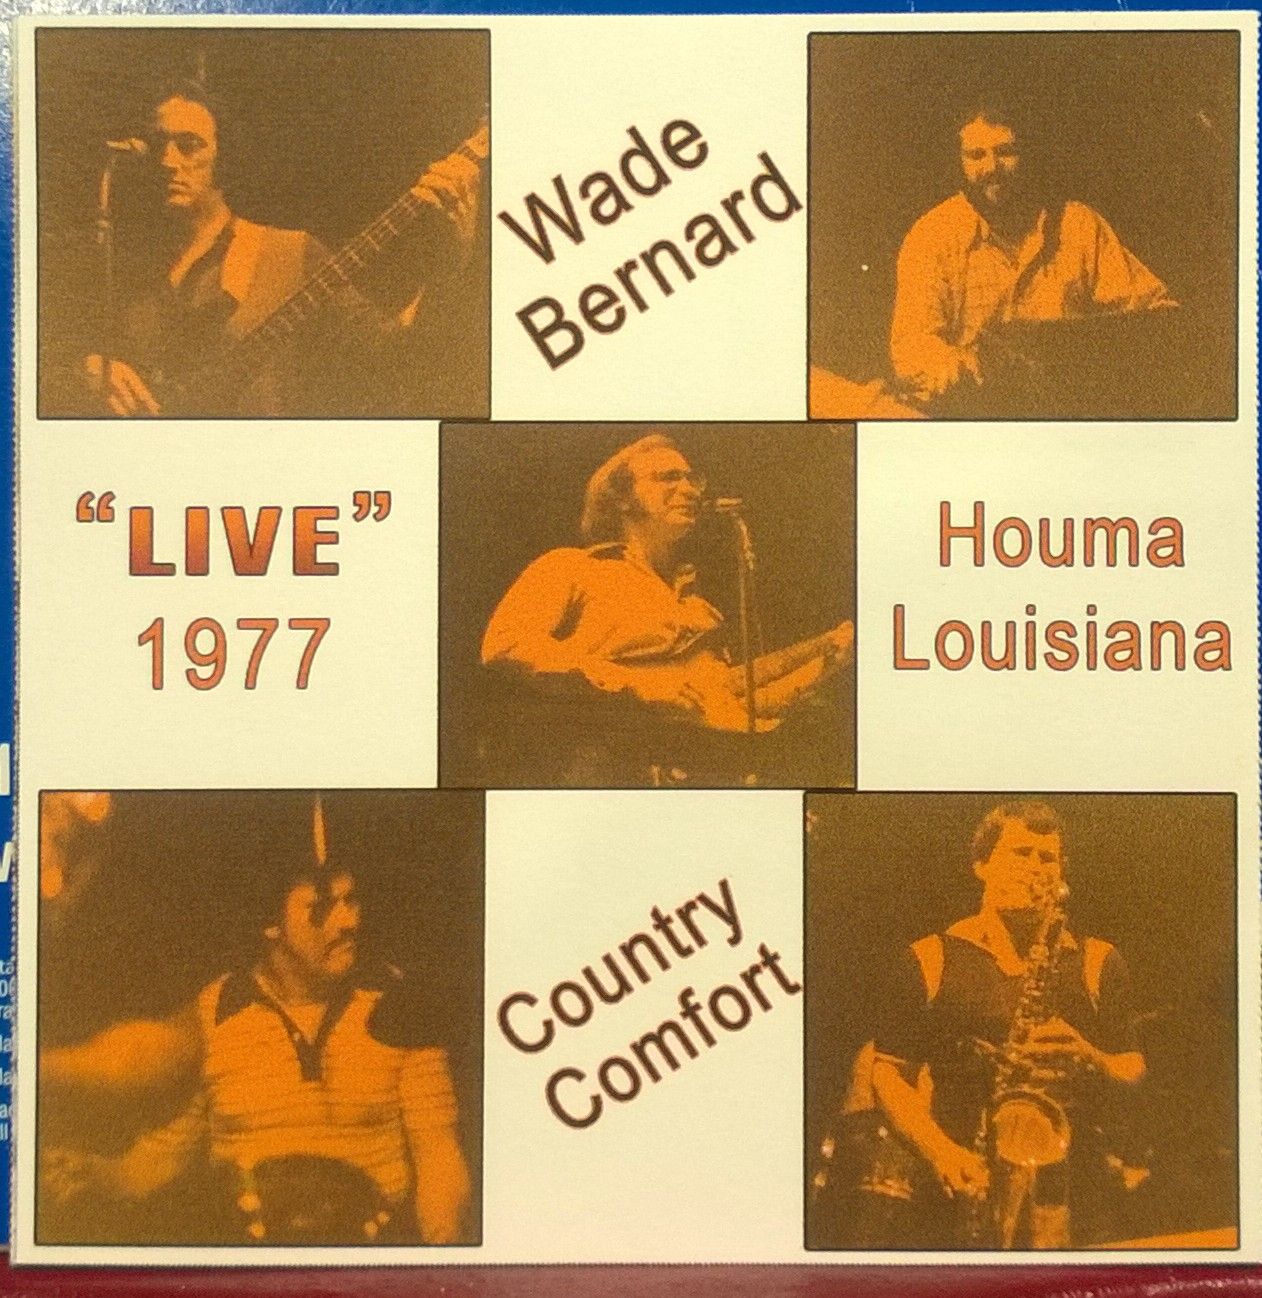 Wade
Bernard
“LIVE”
1977
Houma
Louisiana
Country
Comfort